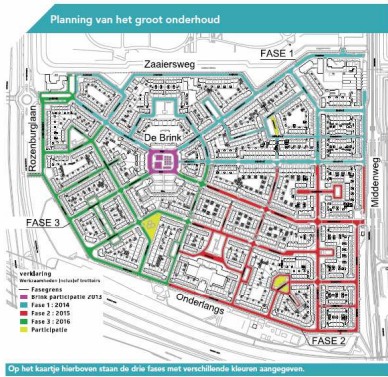 Planning van het groot onderhoud
FASE 1
Zaaiersweg
Rozenburglaan
De Brink
Middenweg
FASE 3
Onderlangs
FASE 2
verklaring
Werkzaamheden inclusief trottoirs
Fasegrens
Brink participatie 2013
Fase 1 : 2014
Fase 2 : 2015
Fase 3 : 2016
Participatie
Op het kaartje hierboven staan de drie fases met verschillende kleuren aangegeven.